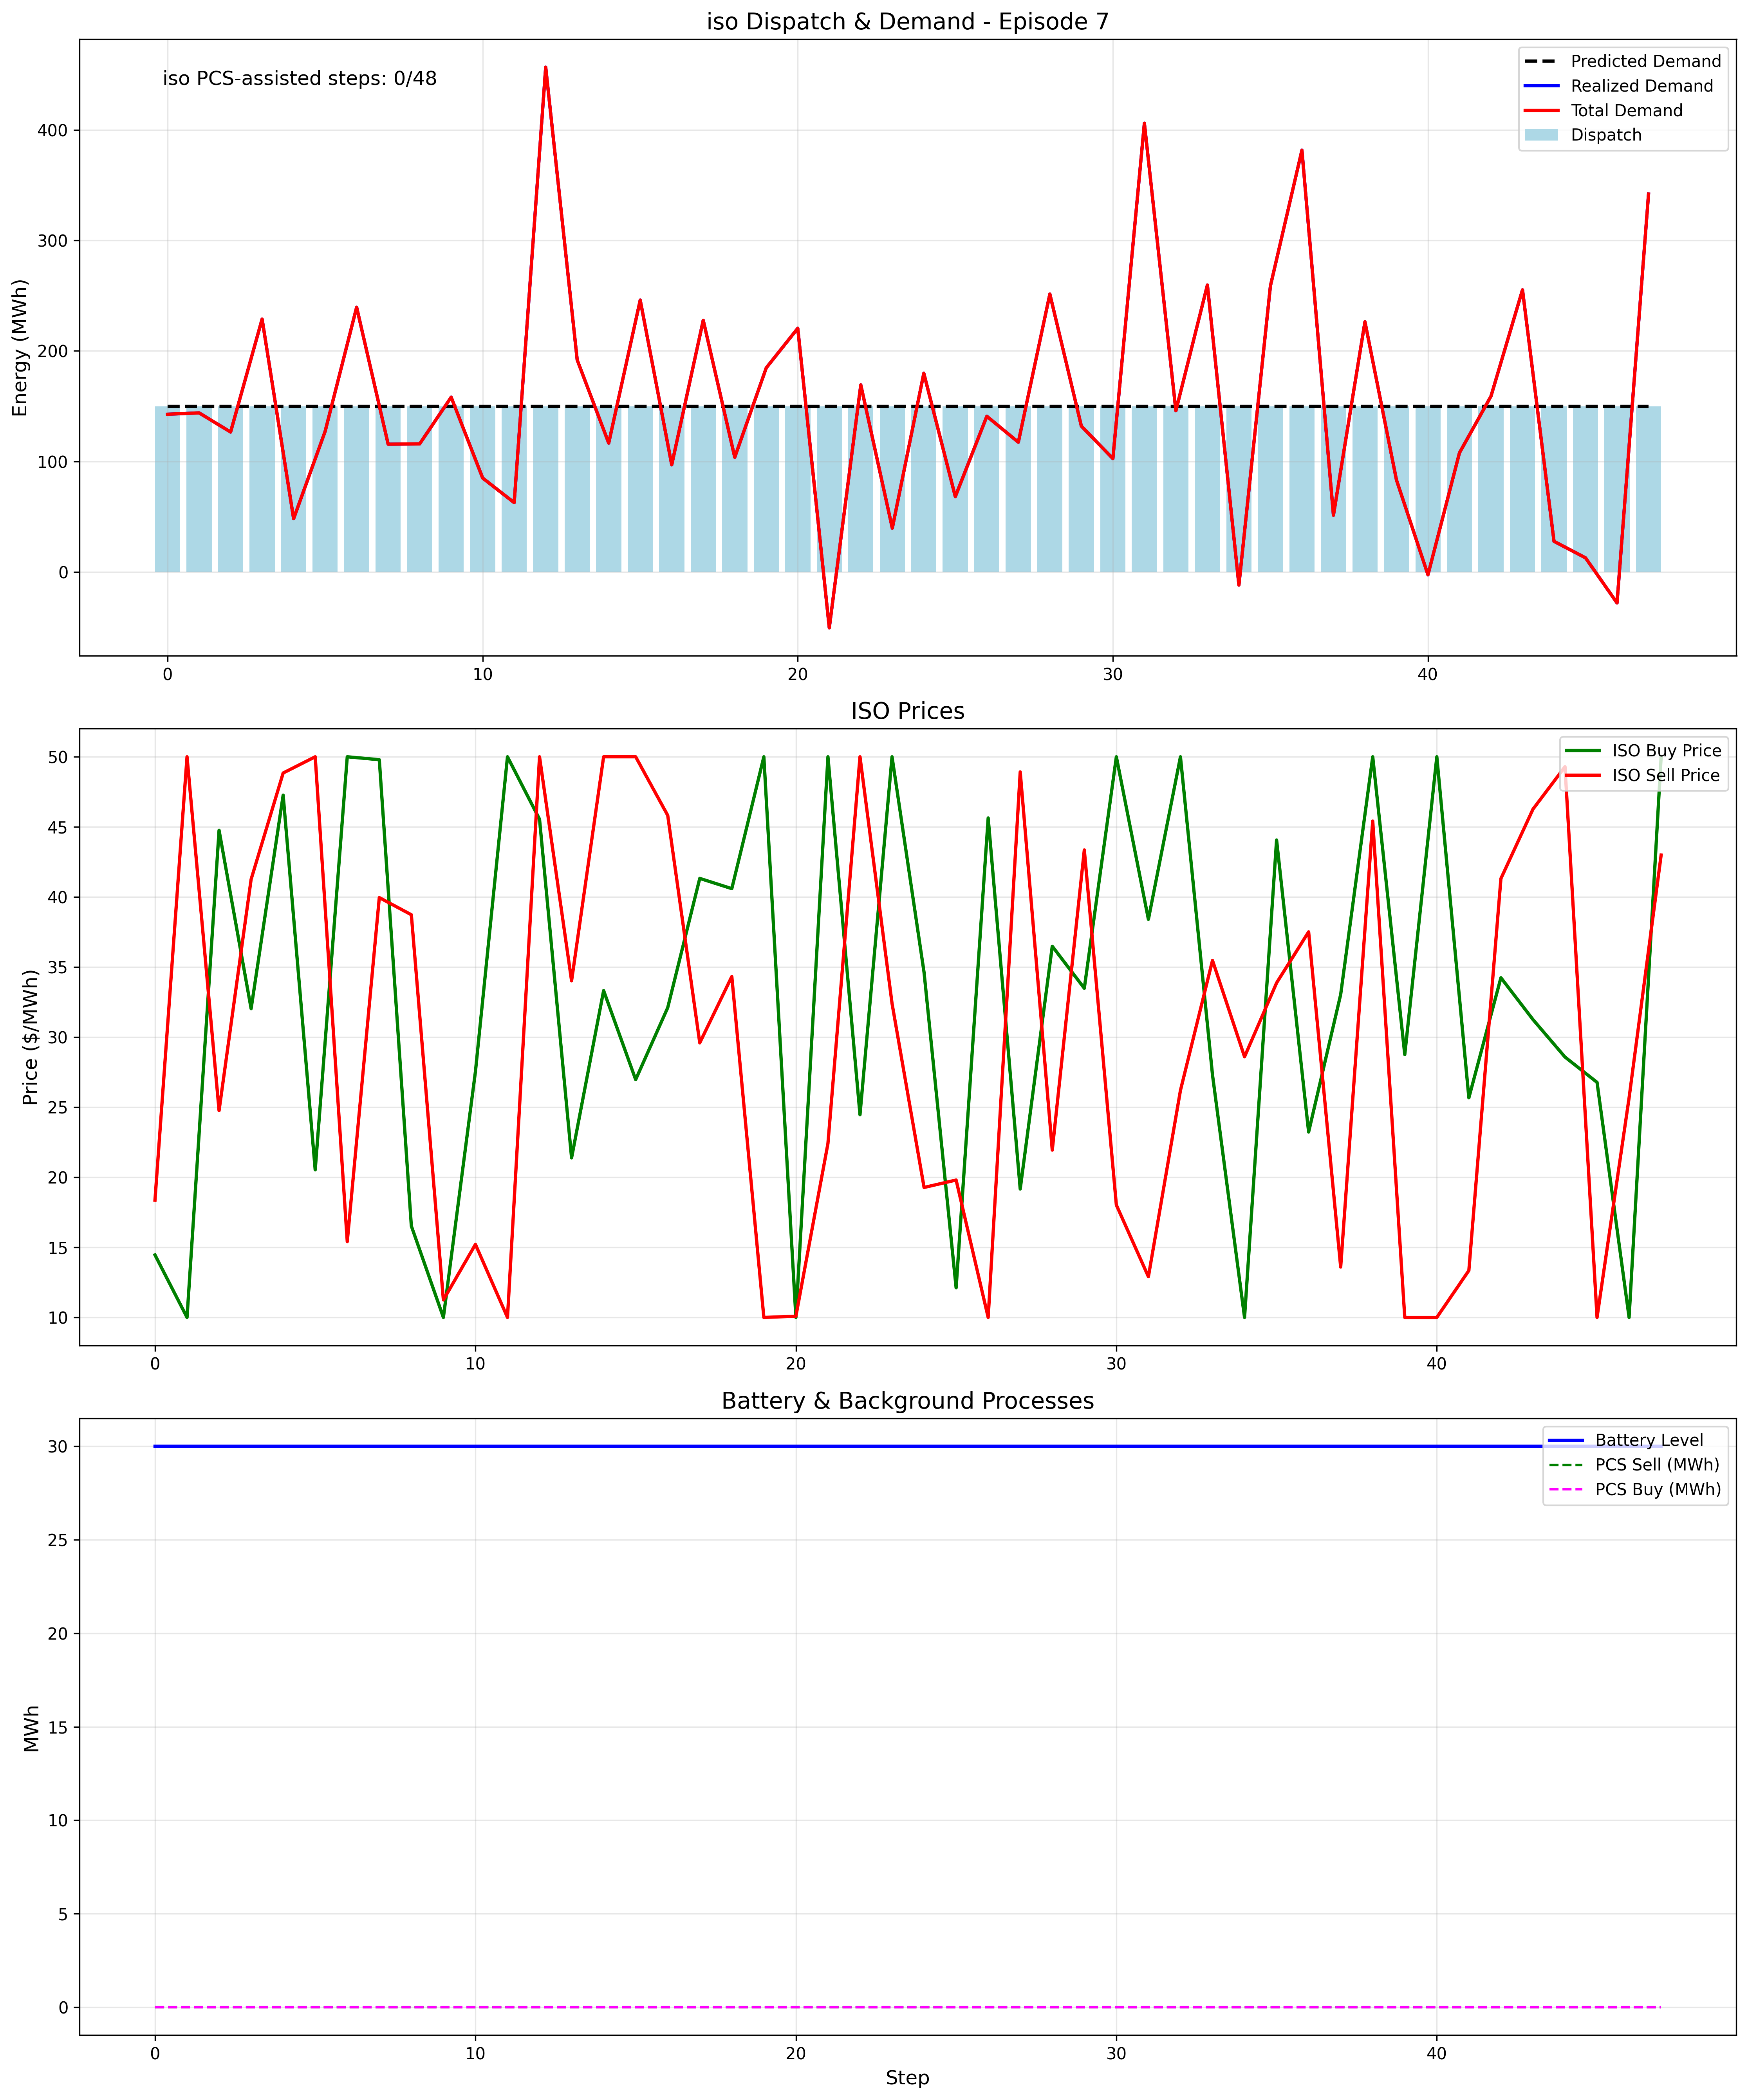 iso Dispatch & Demand - Episode 7
iso PCS-assisted steps: 0/48
Predicted Demand
Realized Demand
Total Demand
Dispatch
Energy (MWh)
400
300
200
100
0
0
10
20
30
40
ISO Prices
ISO Buy Price
ISO Sell Price
Price ($/MWh)
50
45
40
35
30
25
20
15
10
0
10
20
30
40
Battery & Background Processes
Battery Level
PCS Sell (MWh)
PCS Buy (MWh)
MWh
30
25
20
15
10
5
0
0
10
20
30
40
Step